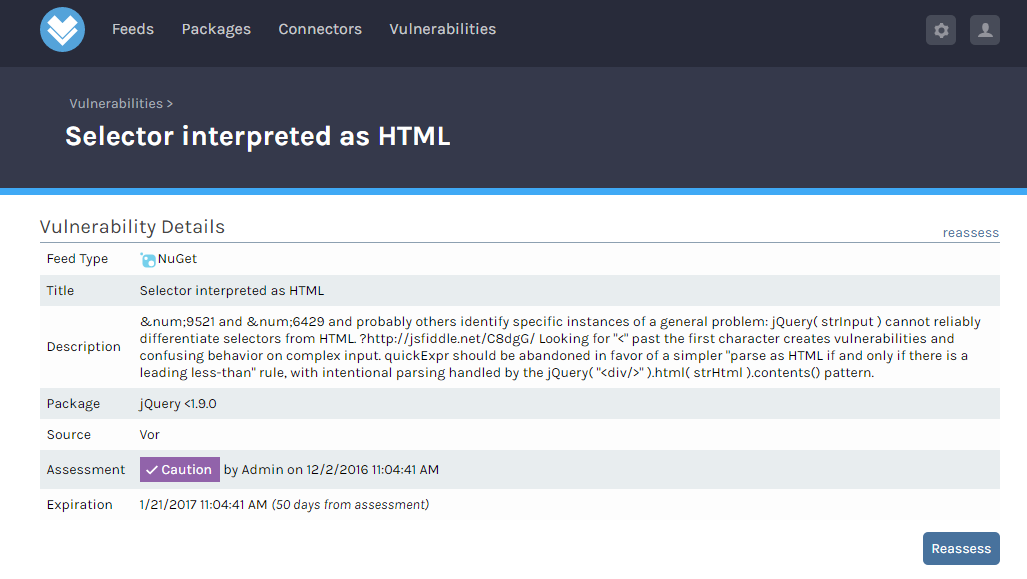 Feeds Packages Connectors Vulnerabilities
Vulnerabilities >
Selector interpreted as HTML
Vulnerability Details
reassess
Feed Type NuGet
Title Selector interpreted as HTML
Description &num;9521 and &num;6429 and probably others identify specific instances of a general problem: jQuery( strInput ) cannot reliably
differentiate selectors from HTML. ?http://jsfiddle.net/C8dgG/ Looking for "<" past the first character creates vulnerabilities and
confusing behavior on complex input. quickExpr should be abandoned in favor of a simpler "parse as HTML if and only if there is a
leading less-than" rule, with intentional parsing handled by the jQuery( "<div/>" ).html( strHtml ).contents() pattern.
Package jQuery <1.9.0
Source Vor
Assessment Caution by Admin on 12/2/2016 11:04:41 AM
Expiration 1/21/2017 11:04:41 AM (50 days from assessment)
Reassess